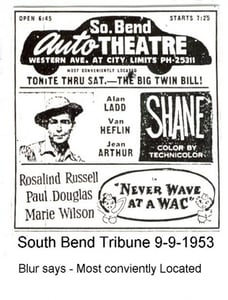 OPEN 6:45 STARTS 7:25
So. Bend
Auto THEATRE
WESTERN AVE. AT CITY LIMITS PH-25311
MOST CONVENIENTLY LOCATED
TONITE THRU SAT.—THE BIG TWIN BILL!
Alan
LADD
Van
HEFLIN
Jean
ARTHUR
SHANE
COLOR BY
TECHNICOLOR
Rosalind Russell
Paul Douglas
Marie Wilson
in
"NEVER WAVE
AT A WAC"
South Bend Tribune 9-9-1953
Blur says - Most conviently Located